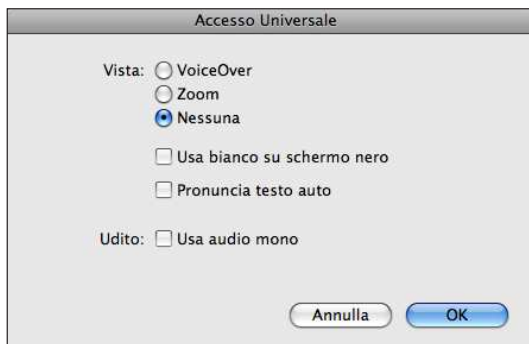 Accesso Universale
Vista: VoiceOver
Zoom
Nessuna
Usa bianco su schermo nero
Pronuncia testo auto
Udito: Usa audio mono
Annulla OK